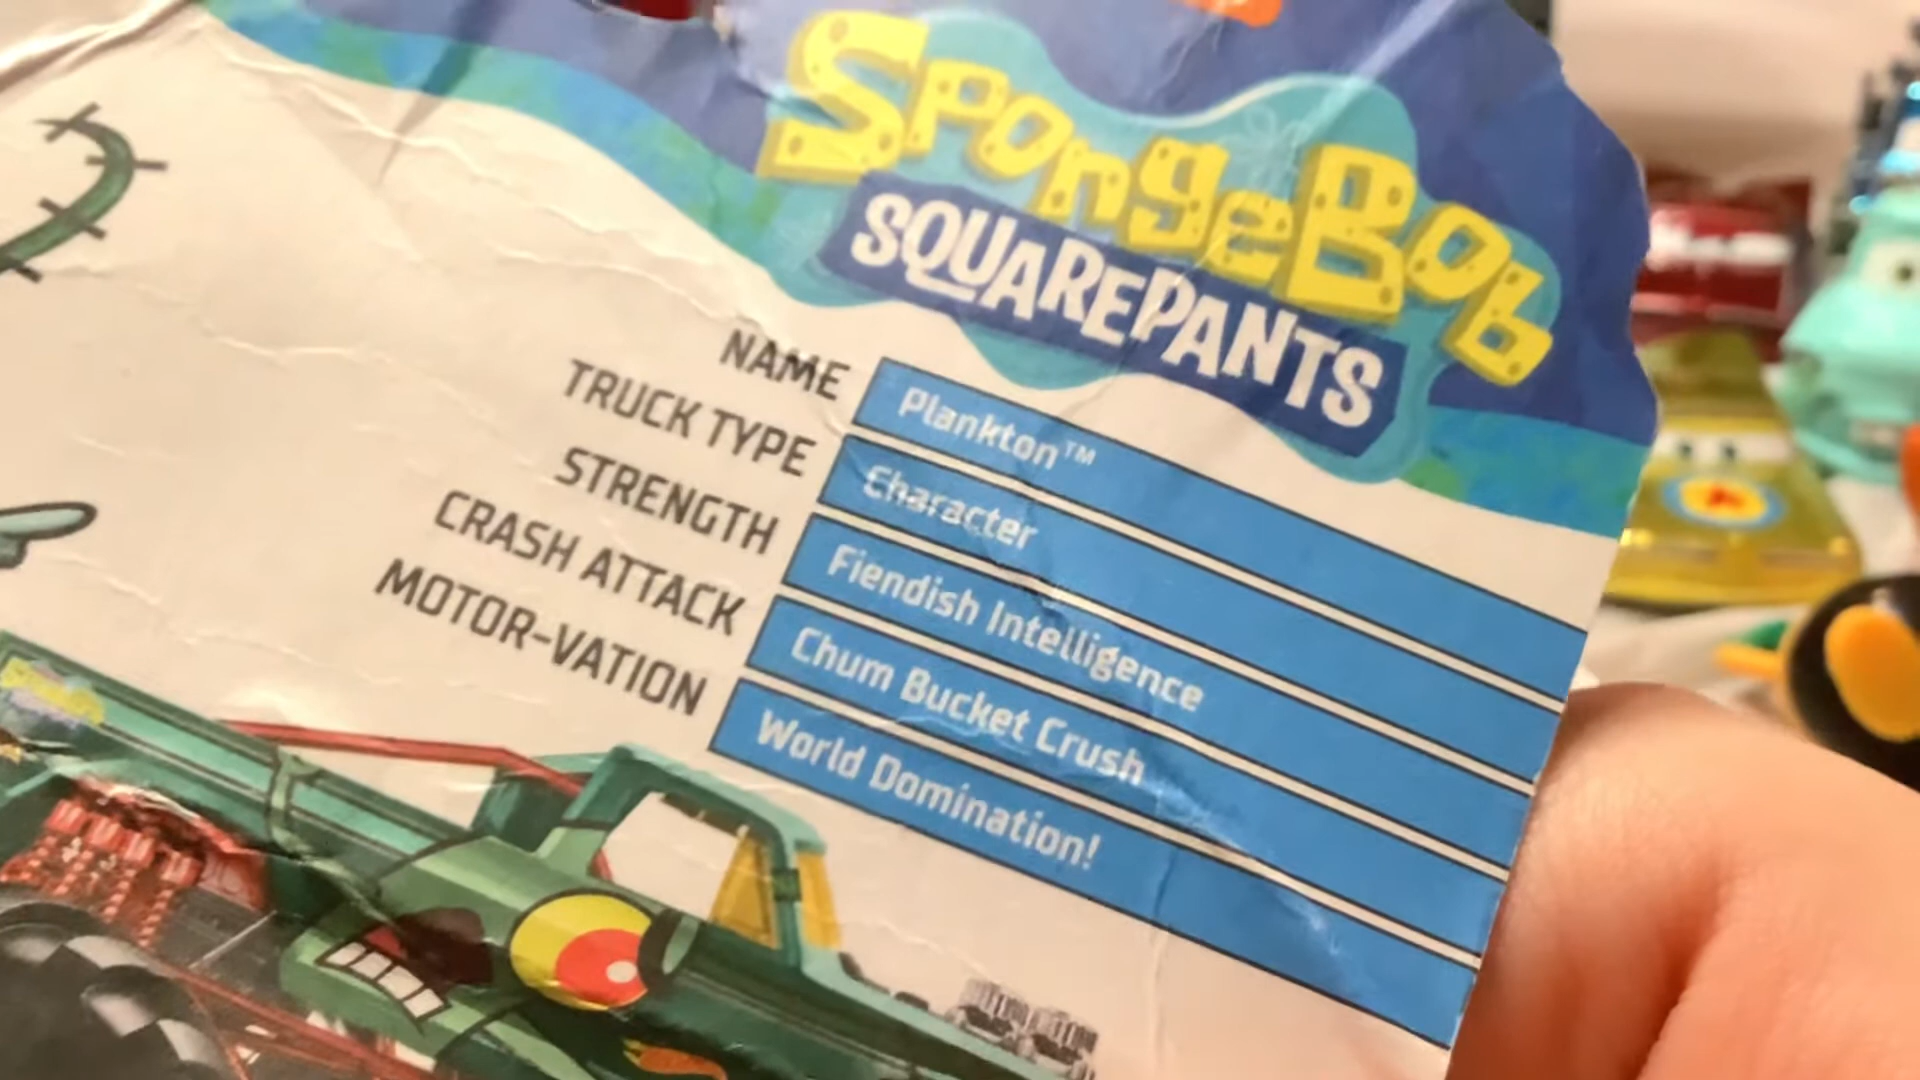 SpongeBob
SQUAREPANTS
NAME Plankton™
TRUCK TYPE Character
STRENGTH Fiendish Intelligence
CRASH ATTACK Chum Bucket Crush
MOTOR-VATION World Domination!